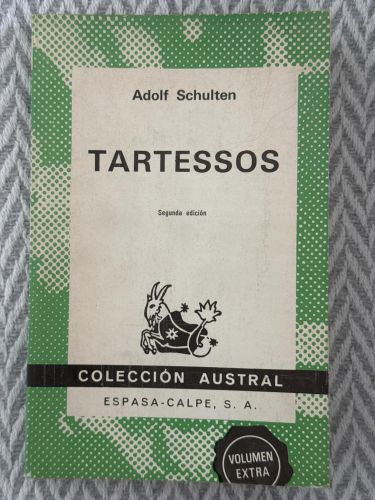 Adolf Schulten
TARTESSOS
Segunda edición
COLECCIÓN AUSTRAL
ESPASA-CALPE, S. A.
VOLUMEN
EXTRA